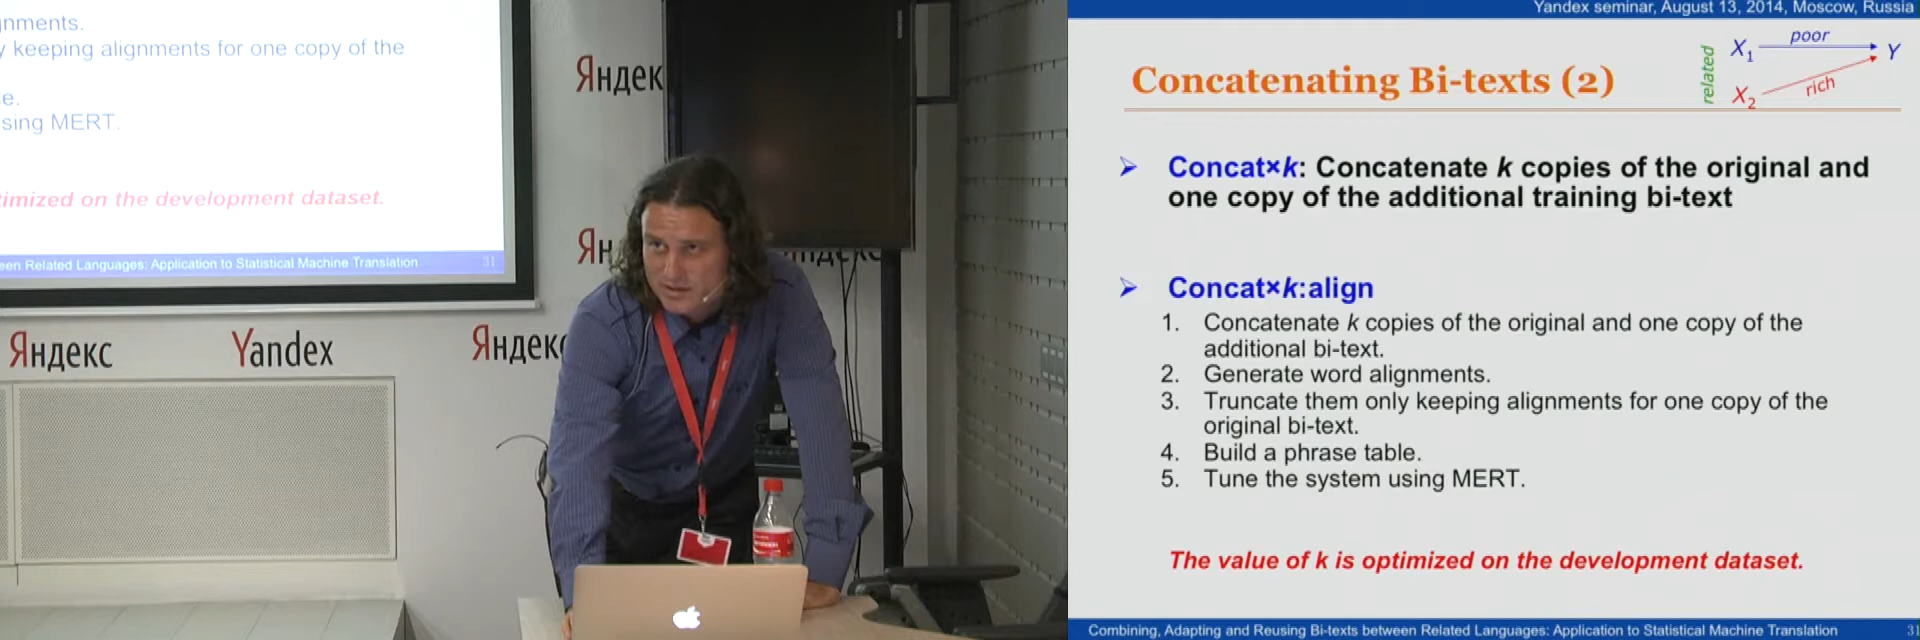 gnments.
y keeping alignments for one copy of the
e.
sing MERT.
timized on the development dataset.
een Related Languages: Application to Statistical Machine Translation 31
Яндек
Ян
ндекс
Яндекс
Yandex
Яндекс
Yandex seminar, August 13, 2014, Moscow, Russia
Concatenating Bi-texts (2)
related
X1
poor
Y
X2
rich
Concat×k: Concatenate k copies of the original and
one copy of the additional training bi-text
Concat×k:align
1. Concatenate k copies of the original and one copy of the
additional bi-text.
2. Generate word alignments.
3. Truncate them only keeping alignments for one copy of the
original bi-text.
4. Build a phrase table.
5. Tune the system using MERT.
The value of k is optimized on the development dataset.
Combining, Adapting and Reusing Bi-texts between Related Languages: Application to Statistical Machine Translation 31